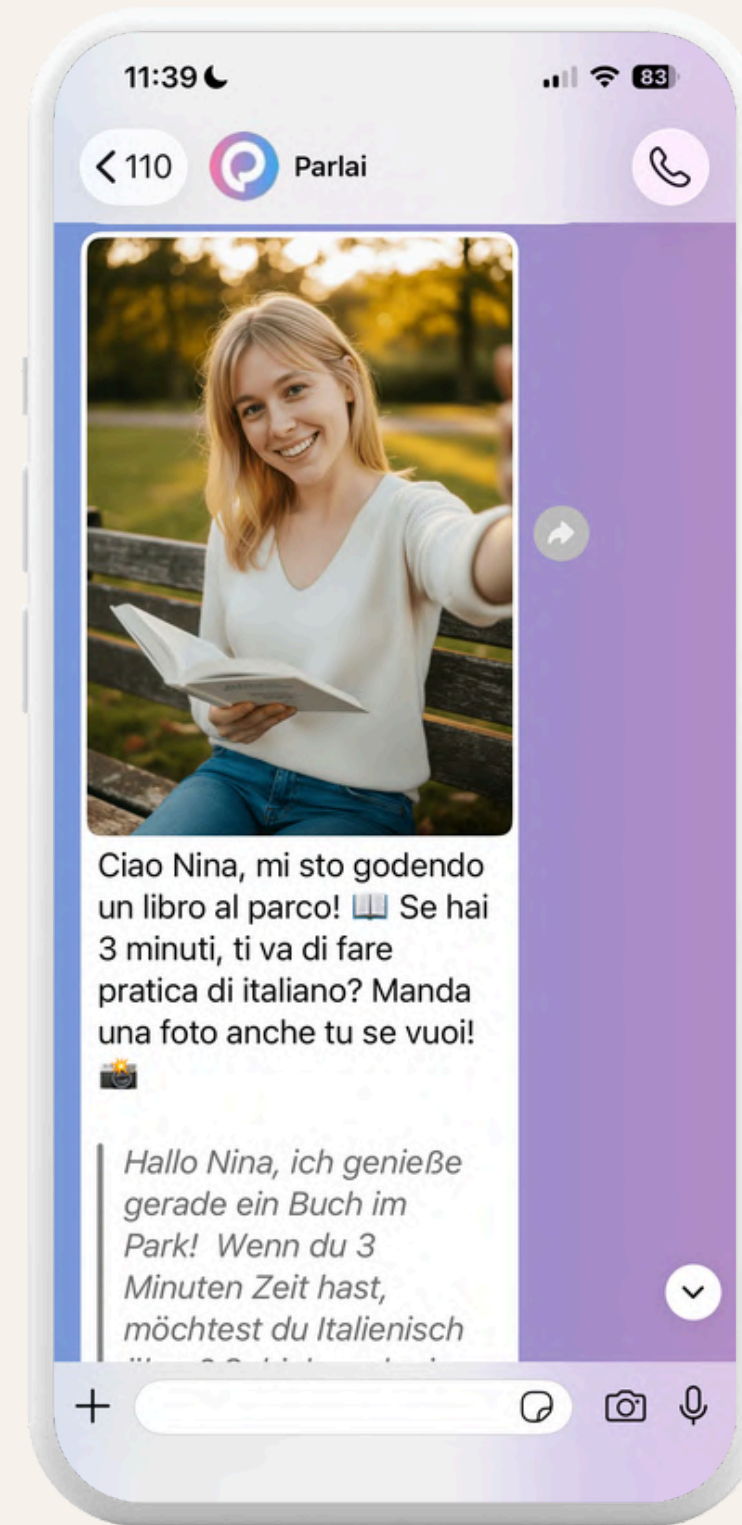 11:39
83
110
Parlai
Ciao Nina, mi sto godendo
un libro al parco! 📖 Se hai
3 minuti, ti va di fare
pratica di italiano? Manda
una foto anche tu se vuoi!
📸
Hallo Nina, ich genieße
gerade ein Buch im
Park! Wenn du 3
Minuten Zeit hast,
möchtest du Italienisch